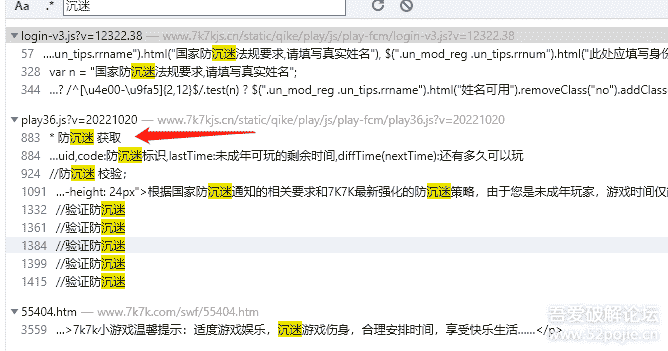 Aa .* 沉迷
login-v3.js?v=12322.38 — www.7k7kjs.cn/static/qike/play/js/play-fcm/login-v3.js?v=12322.38
57 ....un_tips.rrname").html("国家防沉迷法规要求,请填写真实姓名"), $(".un_mod_reg .un_tips.rrnum").html("此处应填写身份
328 var n = "国家防沉迷法规要求,请填写真实姓名";
344 ...? /^[\u4e00-\u9fa5]{2,12}$/.test(n) ? $(".un_mod_reg .un_tips.rrname").html("姓名可用").removeClass("no").addClass
play36.js?v=20221020 — www.7k7kjs.cn/static/qike/play/js/play-fcm/play36.js?v=20221020
883 * 防沉迷 获取
884 ...uid,code:防沉迷标识,lastTime:未成年可玩的剩余时间,diffTime(nextTime):还有多久可以玩
924 //防沉迷 校验;
1091 ...-height: 24px">根据国家防沉迷通知的相关要求和7K7K最新强化的防沉迷策略，由于您是未成年玩家，游戏时间仅
1332 //验证防沉迷
1361 //验证防沉迷
1384 //验证防沉迷
1399 //验证防沉迷
1415 //验证防沉迷
55404.htm — www.7k7k.com/swf/55404.htm
3559 ...>7k7k小游戏温馨提示：适度游戏娱乐，沉迷游戏伤身，合理安排时间，享受快乐生活……</p>
吾爱破解论坛
www.52pojie.cn